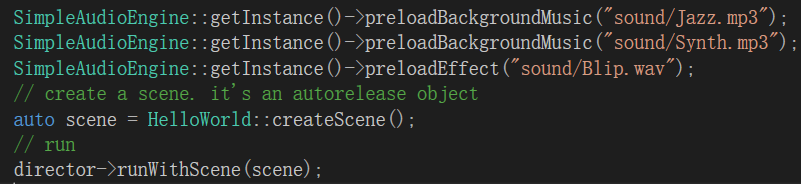 SimpleAudioEngine::getInstance()->preloadBackgroundMusic("sound/Jazz.mp3");
SimpleAudioEngine::getInstance()->preloadBackgroundMusic("sound/Synth.mp3");
SimpleAudioEngine::getInstance()->preloadEffect("sound/Blip.wav");
// create a scene. it's an autorelease object
auto scene = HelloWorld::createScene();
// run
director->runWithScene(scene);